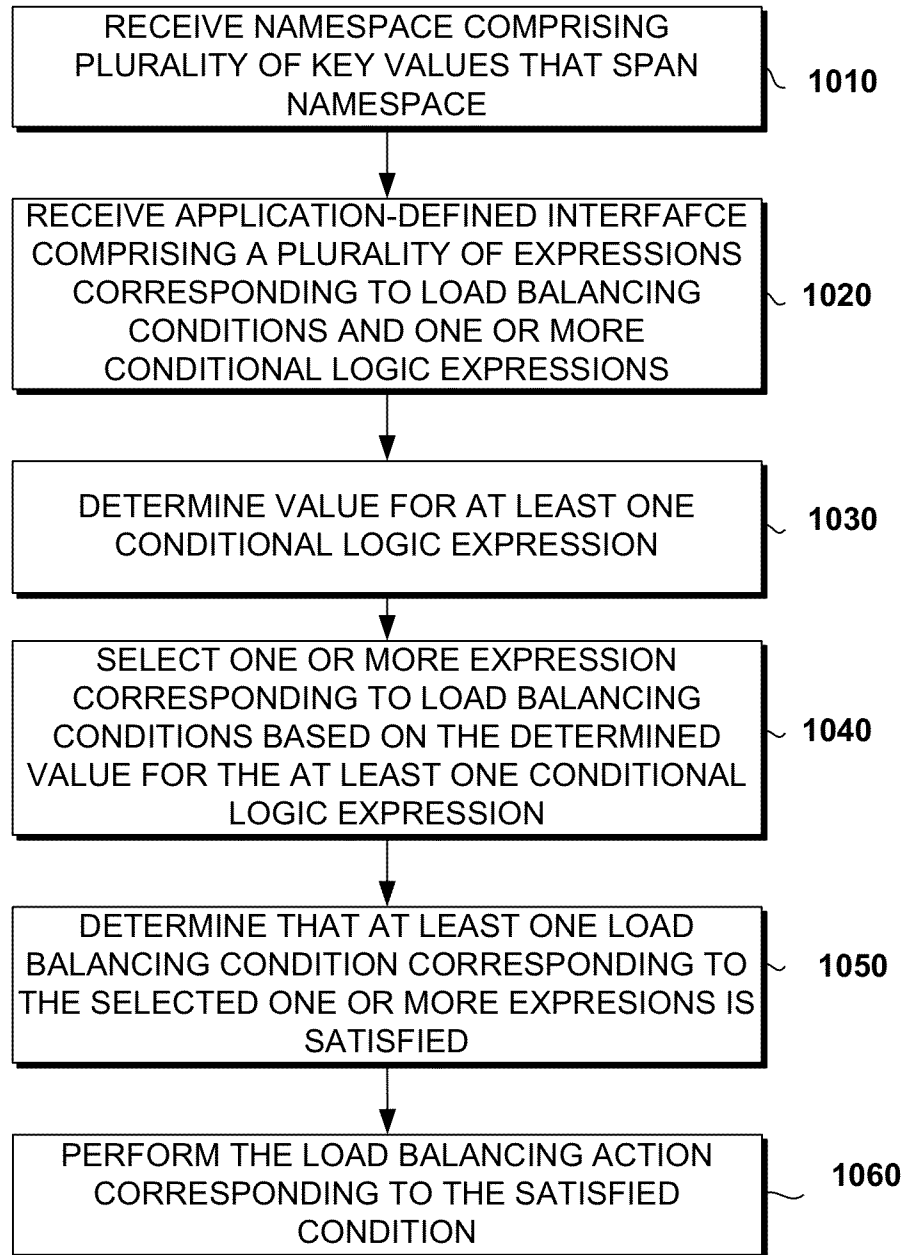 RECEIVE NAMESPACE COMPRISING
PLURALITY OF KEY VALUES THAT SPAN
NAMESPACE
1010
RECEIVE APPLICATION-DEFINED INTERFAFCE
COMPRISING A PLURALITY OF EXPRESSIONS
CORRESPONDING TO LOAD BALANCING
CONDITIONS AND ONE OR MORE
CONDITIONAL LOGIC EXPRESSIONS
1020
DETERMINE VALUE FOR AT LEAST ONE
CONDITIONAL LOGIC EXPRESSION
1030
SELECT ONE OR MORE EXPRESSION
CORRESPONDING TO LOAD BALANCING
CONDITIONS BASED ON THE DETERMINED
VALUE FOR THE AT LEAST ONE CONDITIONAL
LOGIC EXPRESSION
1040
DETERMINE THAT AT LEAST ONE LOAD
BALANCING CONDITION CORRESPONDING TO
THE SELECTED ONE OR MORE EXPRESIONS IS
SATISFIED
1050
PERFORM THE LOAD BALANCING ACTION
CORRESPONDING TO THE SATISFIED
CONDITION
1060